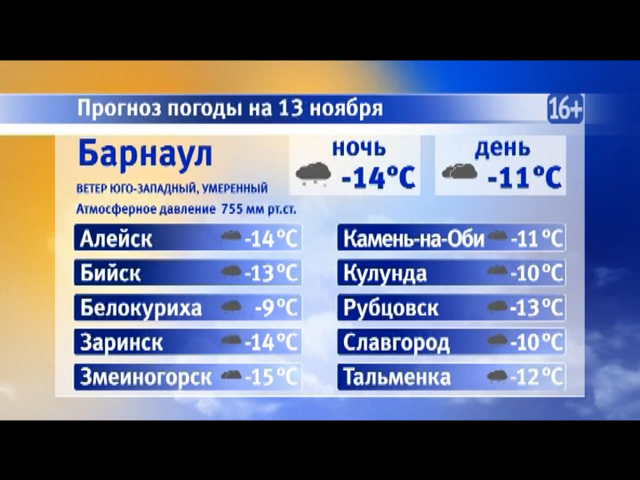 Прогноз погоды на 13 ноября 16+
Барнаул
ночь
-14°C
день
-11°C
ВЕТЕР ЮГО-ЗАПАДНЫЙ, УМЕРЕННЫЙ
Атмосферное давление 755 мм рт.ст.
Алейск -14°C
Бийск -13°C
Белокуриха -9°C
Заринск -14°C
Змеиногорск -15°C
Камень-на-Оби -11°C
Кулунда -10°C
Рубцовск -13°C
Славгород -10°C
Тальменка -12°C